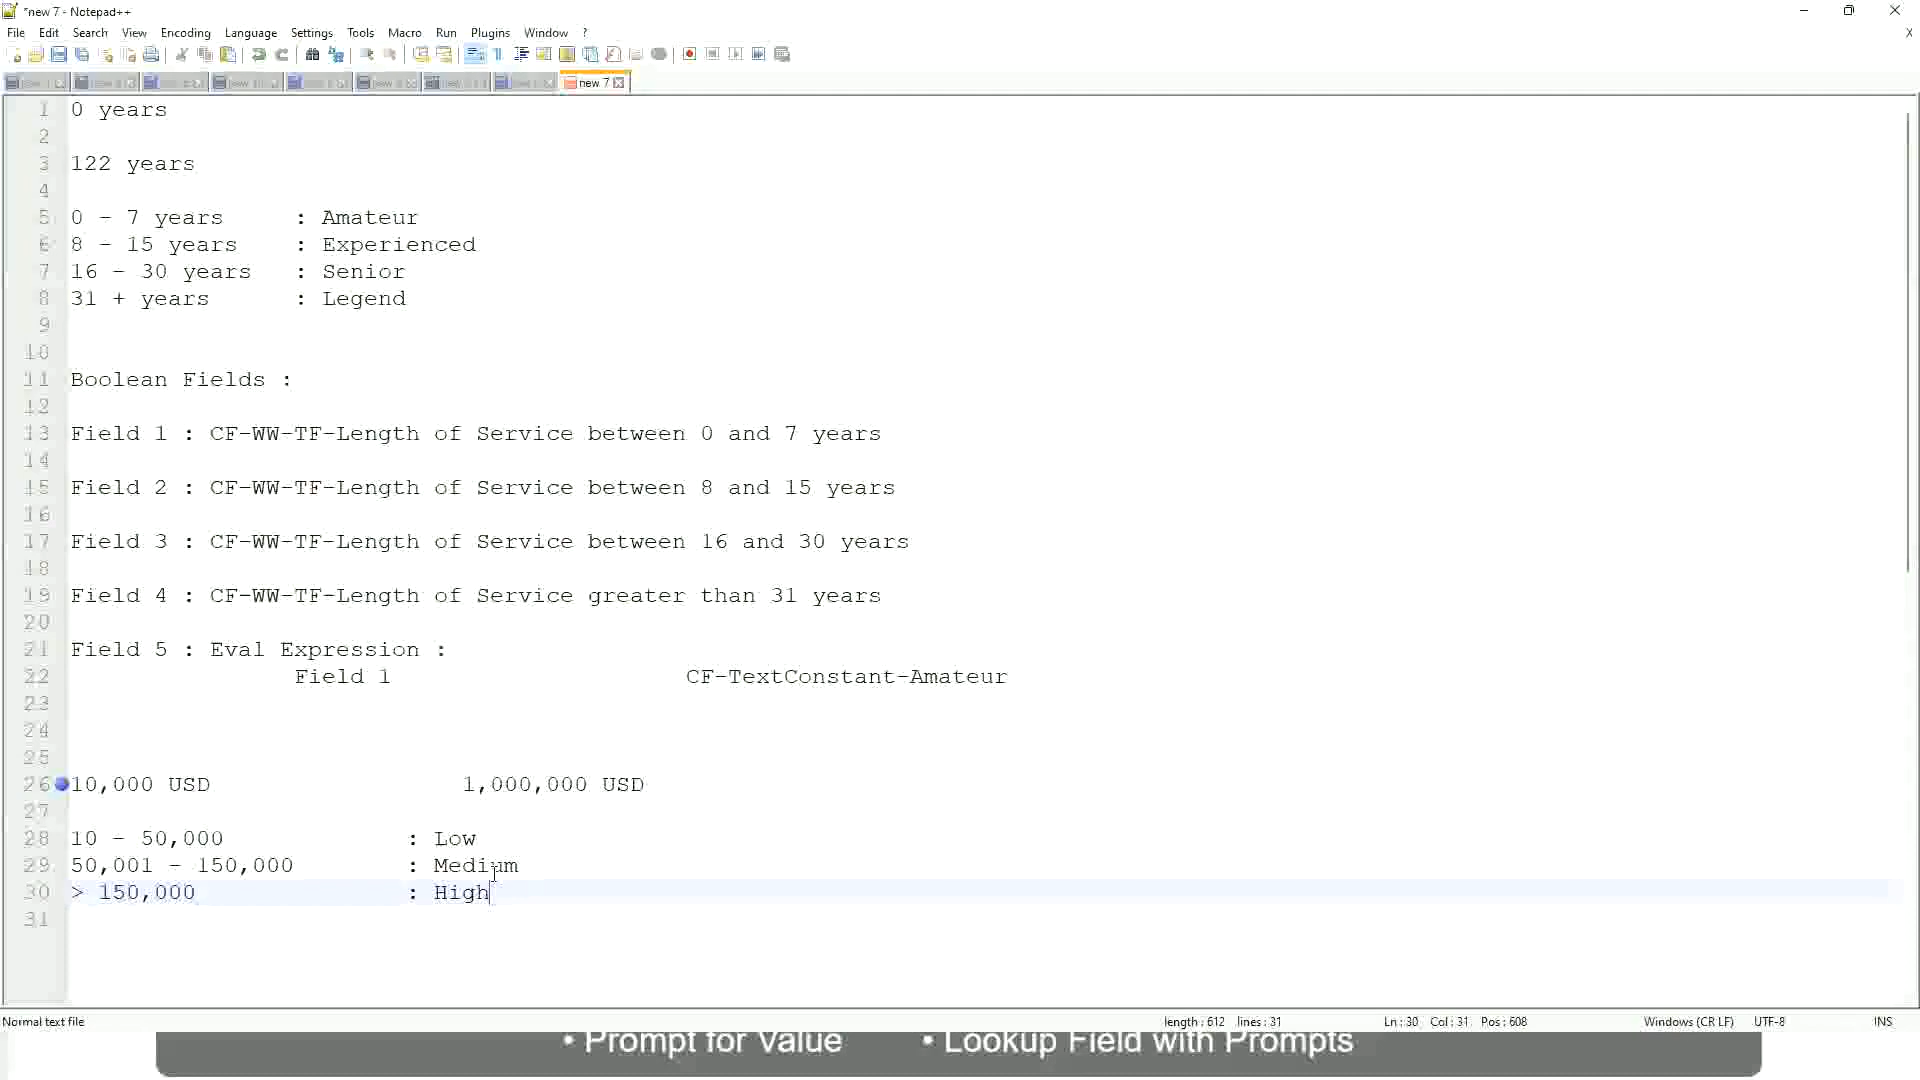 *new 7 - Notepad++
File Edit Search View Encoding Language Settings Tools Macro Run Plugins Window ? X
new 7
1 0 years
2
3 122 years
4
5 0 - 7 years : Amateur
6 8 - 15 years : Experienced
7 16 - 30 years : Senior
8 31 + years : Legend
9
10
11 Boolean Fields :
12
13 Field 1 : CF-WW-TF-Length of Service between 0 and 7 years
14
15 Field 2 : CF-WW-TF-Length of Service between 8 and 15 years
16
17 Field 3 : CF-WW-TF-Length of Service between 16 and 30 years
18
19 Field 4 : CF-WW-TF-Length of Service greater than 31 years
20
21 Field 5 : Eval Expression :
22 Field 1 CF-TextConstant-Amateur
23
24
25
26 10,000 USD 1,000,000 USD
27
28 10 - 50,000 : Low
29 50,001 - 150,000 : Medium
30 > 150,000 : High
31
Normal text file length : 612 lines : 31 Ln : 30 Col : 31 Pos : 608 Windows (CR LF) UTF-8 INS
• Prompt for Value • Lookup Field with Prompts